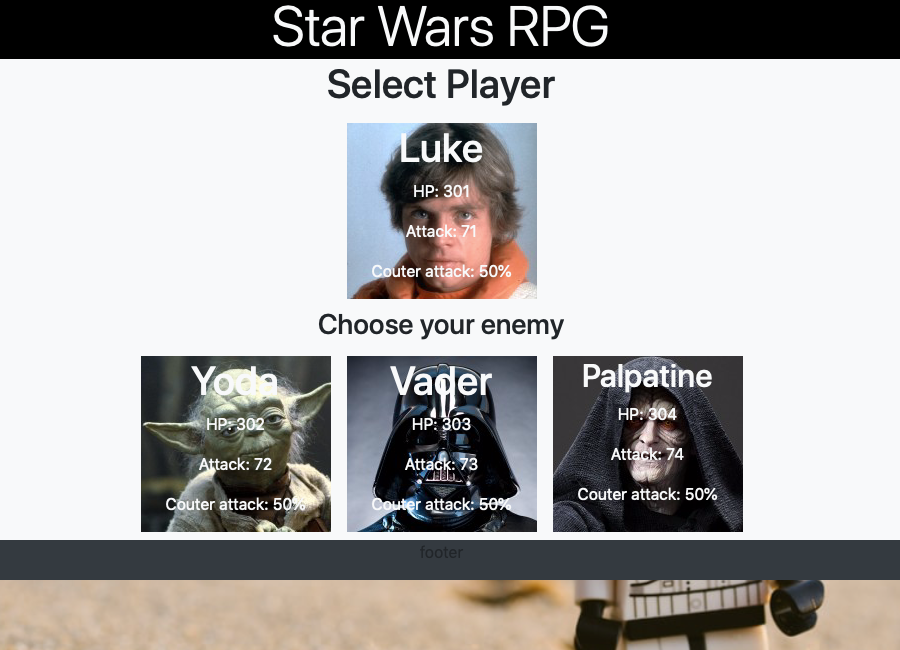 Star Wars RPG
Select Player
Luke
HP: 301
Attack: 71
Couter attack: 50%
Choose your enemy
Yoda
HP: 302
Attack: 72
Couter attack: 50%
Vader
HP: 303
Attack: 73
Couter attack: 50%
Palpatine
HP: 304
Attack: 74
Couter attack: 50%
footer